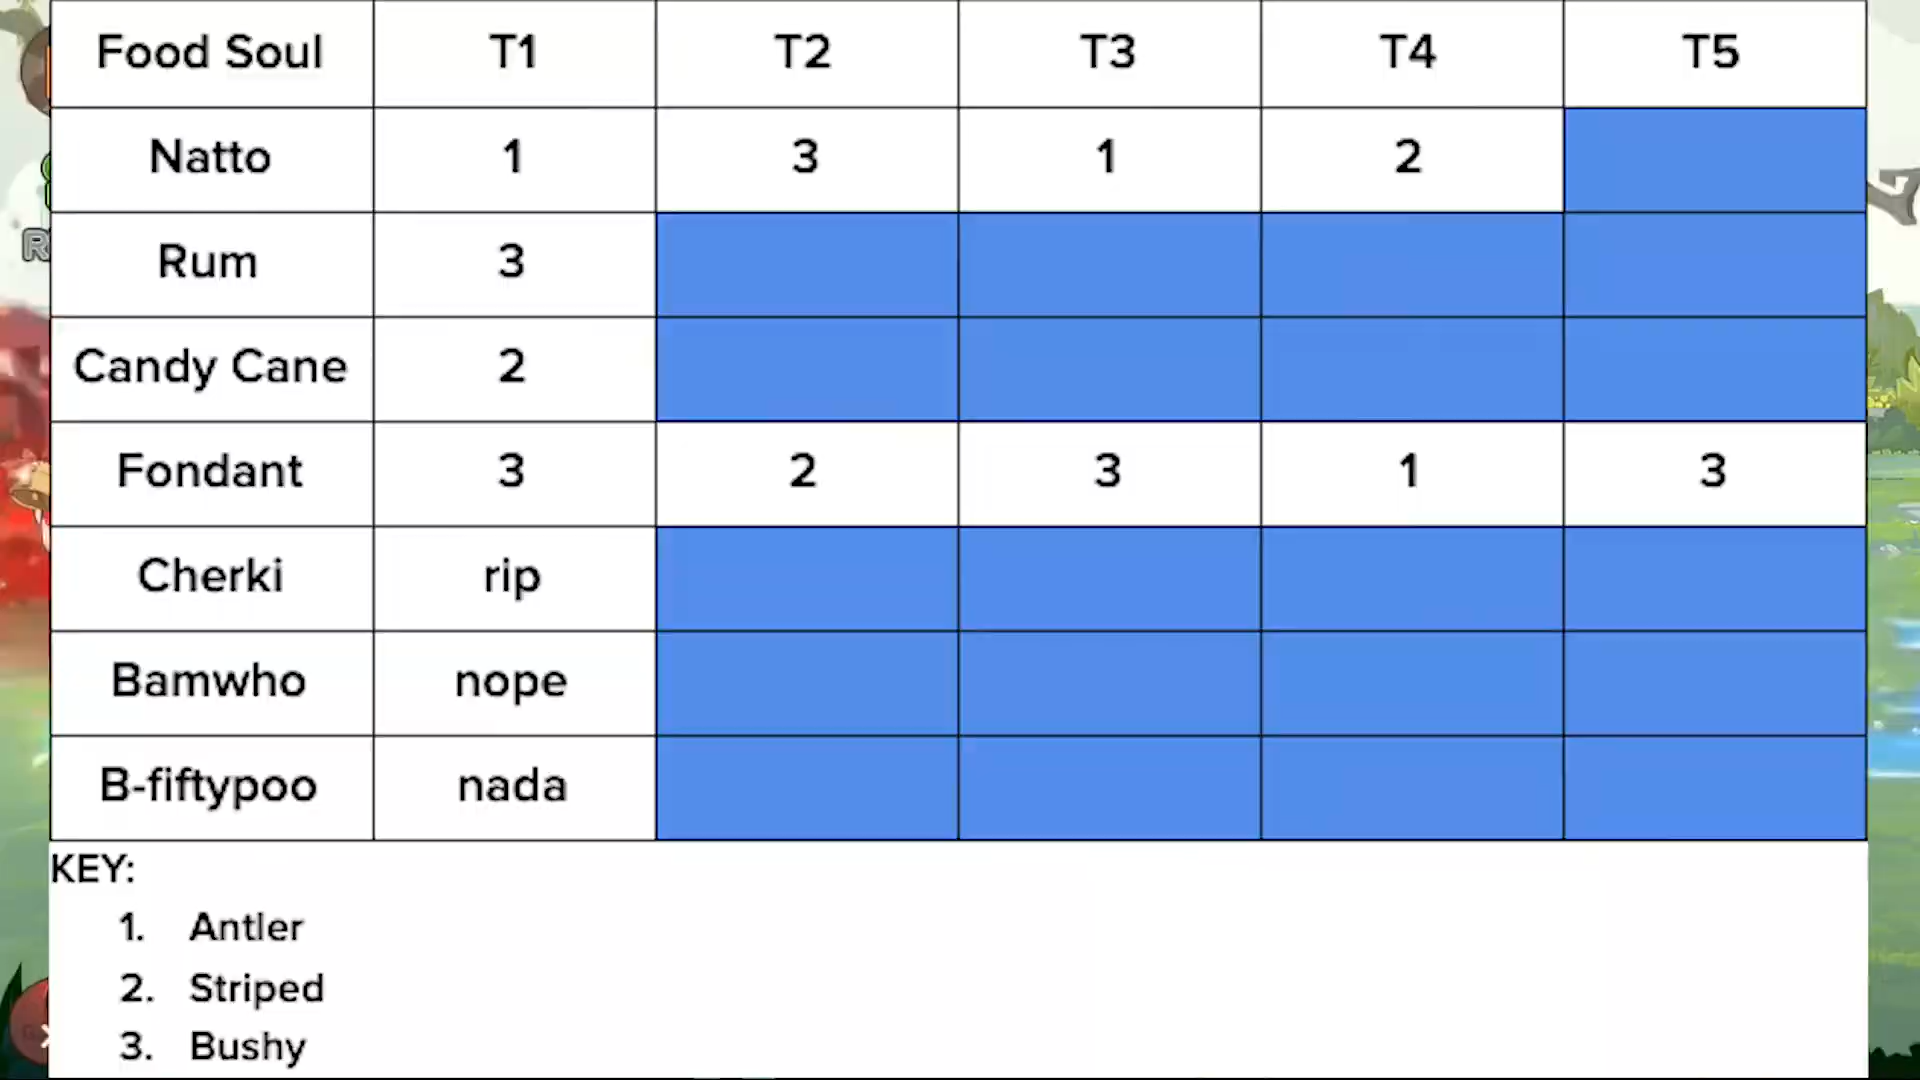 Food Soul T1 T2 T3 T4 T5
Natto 1 3 1 2
Rum 3
Candy Cane 2
Fondant 3 2 3 1 3
Cherki rip
Bamwho nope
B-fiftypoo nada
KEY:
1. Antler
2. Striped
3. Bushy